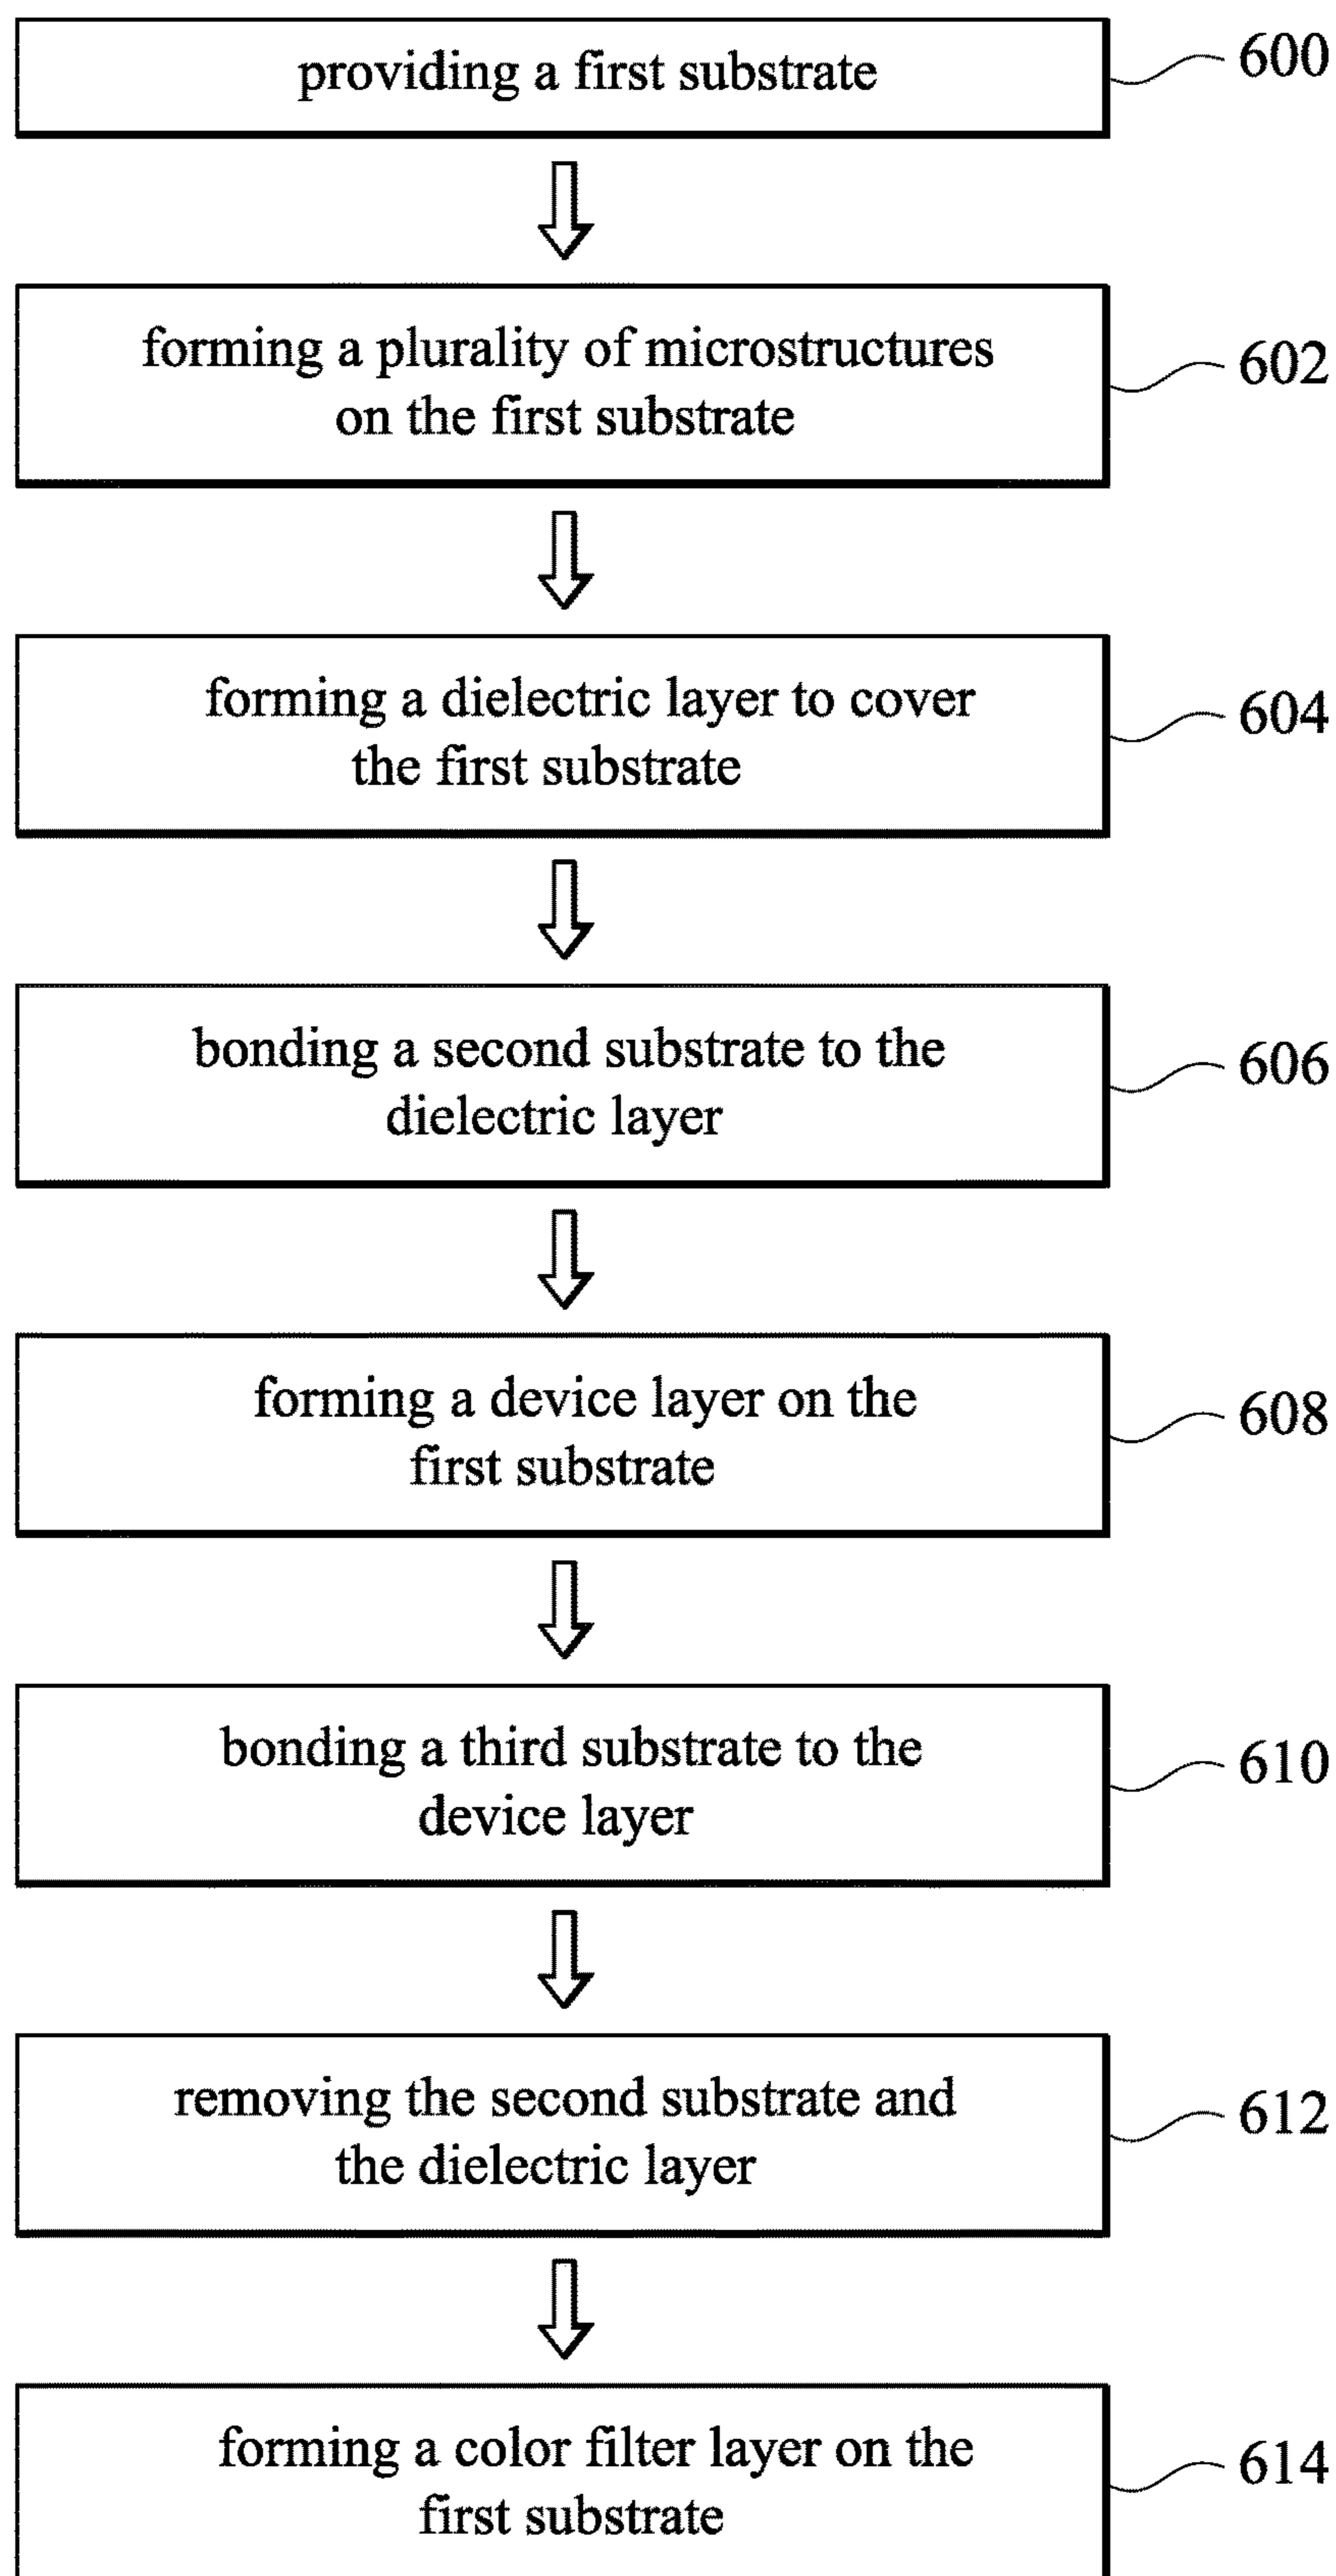 providing a first substrate
600
forming a plurality of microstructures
on the first substrate
602
forming a dielectric layer to cover
the first substrate
604
bonding a second substrate to the
dielectric layer
606
forming a device layer on the
first substrate
608
bonding a third substrate to the
device layer
610
removing the second substrate and
the dielectric layer
612
forming a color filter layer on the
first substrate
614